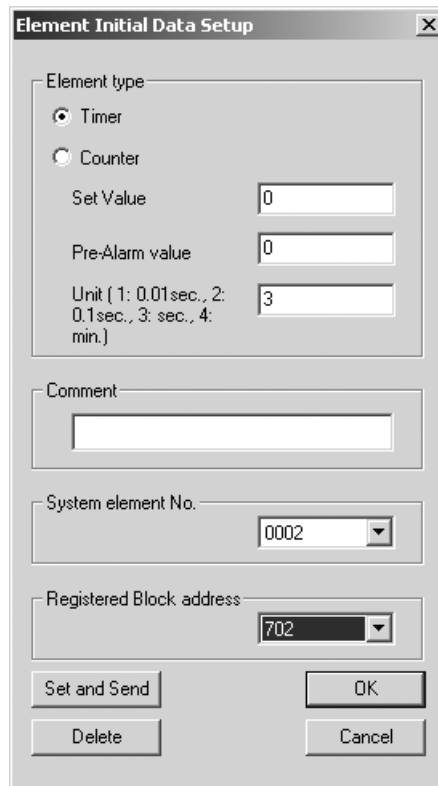 Element Initial Data Setup
Element type
Timer
Counter
Set Value
0
Pre-Alarm value
0
Unit ( 1: 0.01sec., 2:
0.1sec., 3: sec., 4:
min.)
3
Comment
System element No.
0002
Registered Block address
702
Set and Send
OK
Delete
Cancel